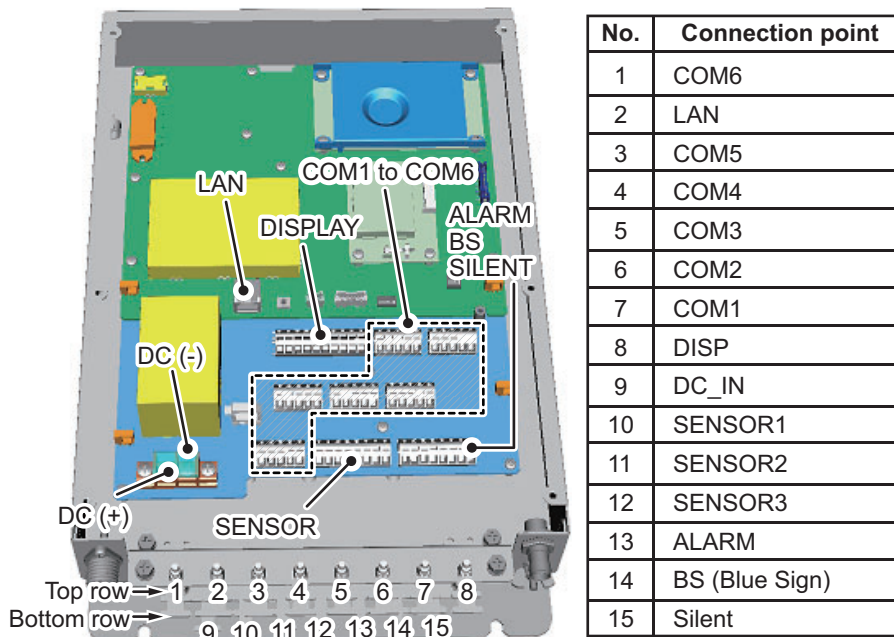 LAN
COM1 to COM6
DISPLAY
ALARM
BS
SILENT
DC (-)
DC (+)
SENSOR
Top row
1 2 3 4 5 6 7 8
Bottom row
9 10 11 12 13 14 15
No. Connection point
1 COM6
2 LAN
3 COM5
4 COM4
5 COM3
6 COM2
7 COM1
8 DISP
9 DC_IN
10 SENSOR1
11 SENSOR2
12 SENSOR3
13 ALARM
14 BS (Blue Sign)
15 Silent